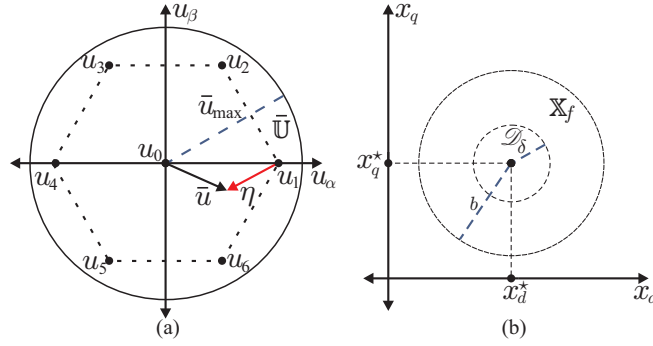 u_β
u_3
u_2
ū_max
𝕌̄
u_0
u_4
ū
η
u_1
u_α
u_5
u_6
(a)
x_q
𝕏_f
𝒟_δ
x_q^⋆
b
x_d^⋆
x_d
(b)